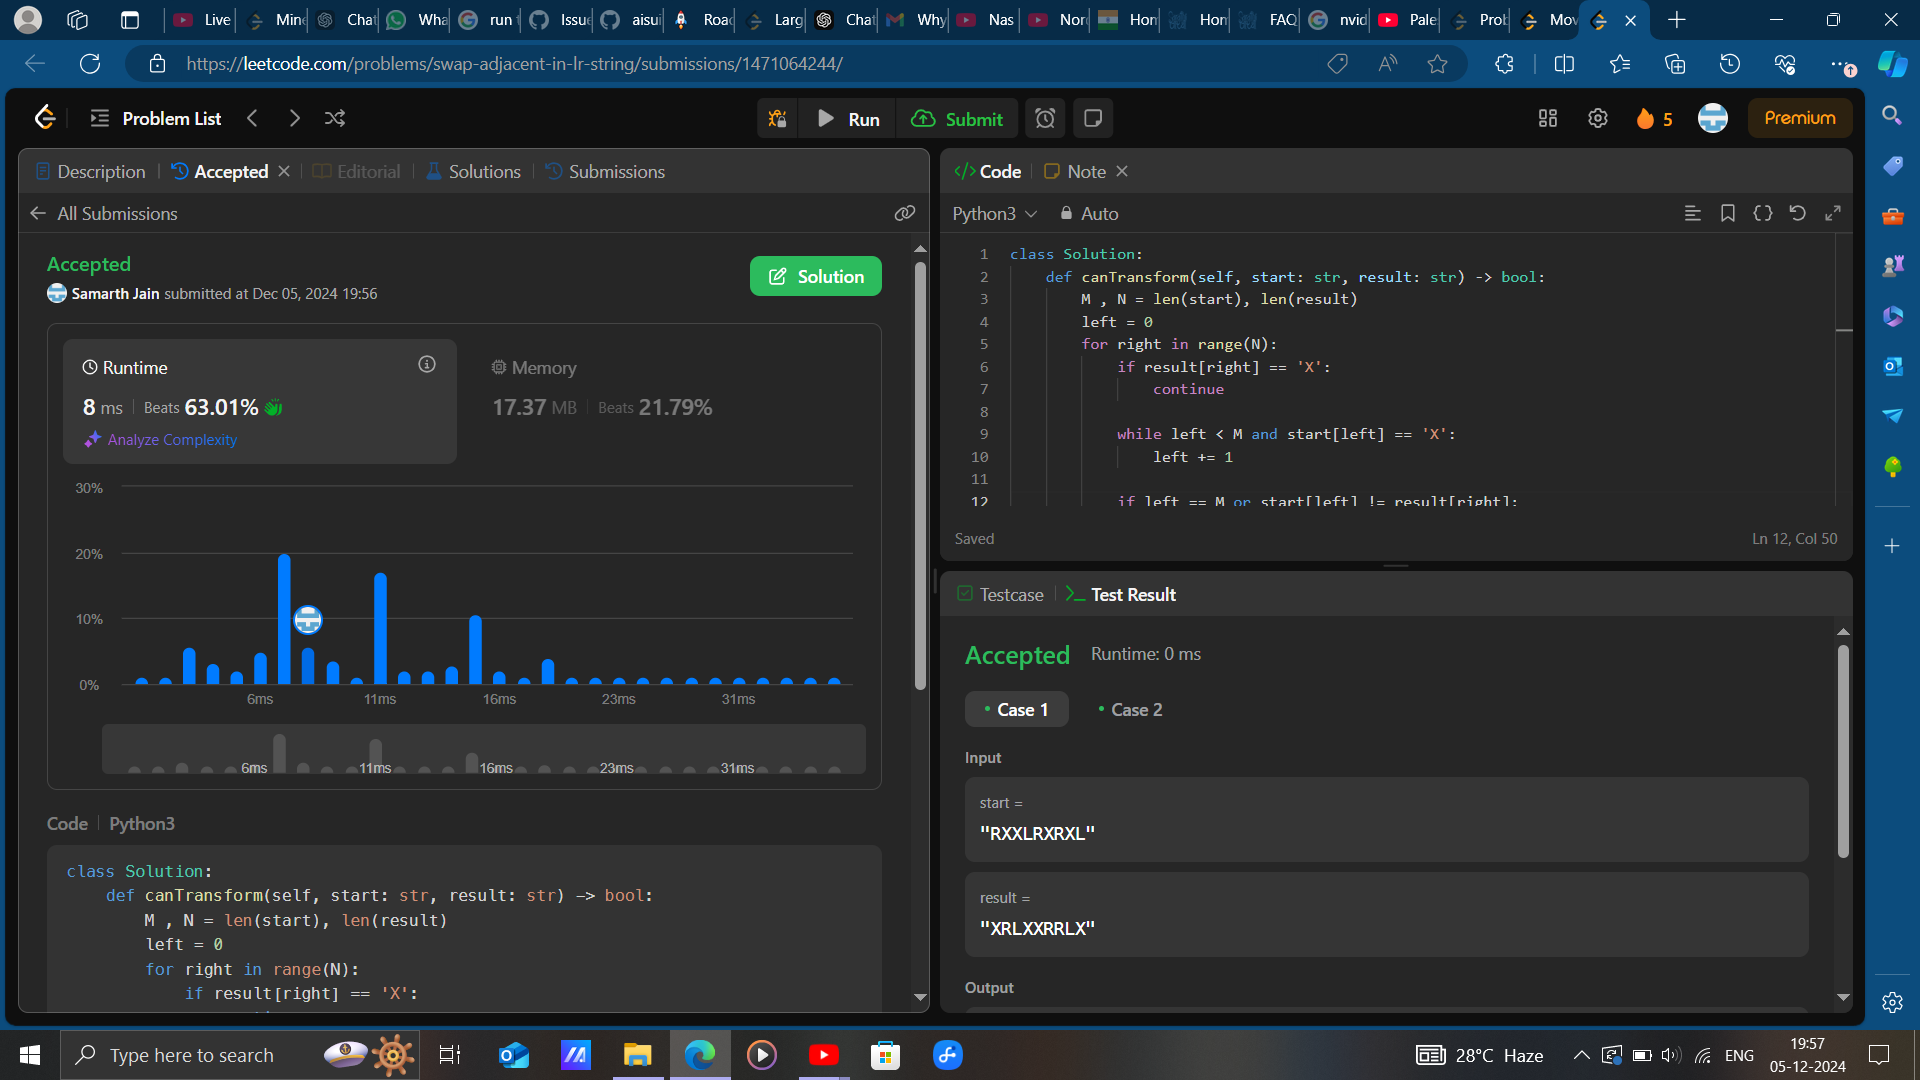 Live
Mine
Chat
Wha
run
Issue
aisui
Road
Larg
Chat
Why
Nas
Nor
Hom
Hom
FAQ
nvid
Pale
Prob
Mov
https://leetcode.com/problems/swap-adjacent-in-lr-string/submissions/1471064244/
Problem List
Run
Submit
5
Premium
Description
Accepted
Editorial
Solutions
Submissions
All Submissions
Accepted
Samarth Jain submitted at Dec 05, 2024 19:56
Solution
Runtime
8 ms
Beats 63.01%
Analyze Complexity
Memory
17.37 MB
Beats 21.79%
30%
20%
10%
0%
6ms 11ms 16ms 23ms 31ms
6ms 11ms 16ms 23ms 31ms
Code
Python3
class Solution:
def canTransform(self, start: str, result: str) -> bool:
M , N = len(start), len(result)
left = 0
for right in range(N):
if result[right] == 'X':
Code
Note
Python3
Auto
1 class Solution:
2 def canTransform(self, start: str, result: str) -> bool:
3 M , N = len(start), len(result)
4 left = 0
5 for right in range(N):
6 if result[right] == 'X':
7 continue
8
9 while left < M and start[left] == 'X':
10 left += 1
11
12 if left == M or start[left] != result[right]:
Saved
Ln 12, Col 50
Testcase
Test Result
Accepted
Runtime: 0 ms
Case 1
Case 2
Input
start =
"RXXLRXRXL"
result =
"XRLXXRRLX"
Output
Type here to search
28°C Haze
ENG
19:57
05-12-2024